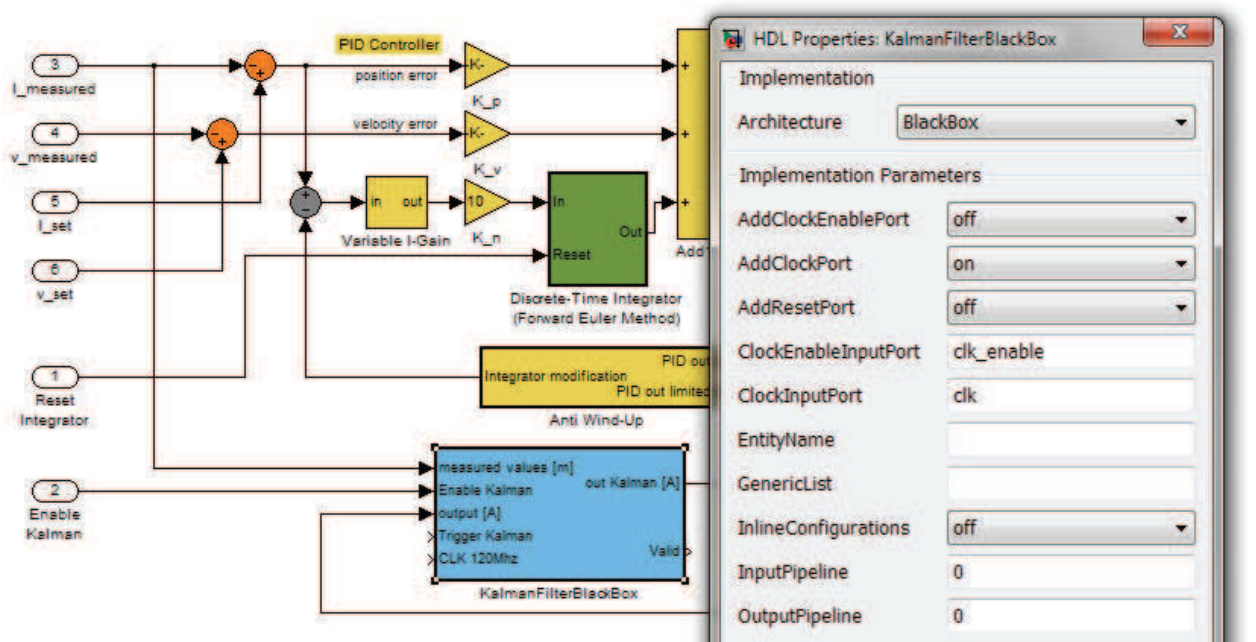 PID Controller
3
l_measured
position error
K-
K_p
4
v_measured
velocity error
K-
K_v
5
l_set
6
v_set
+
−
in out
Variable I-Gain
10
K_n
In
Out
Reset
Discrete-Time Integrator
(Forward Euler Method)
+
+
+
Add
1
Reset
Integrator
Integrator modification
PID out
PID out limited
Anti Wind-Up
2
Enable
Kalman
measured values [m]
Enable Kalman
output [A]
Trigger Kalman
CLK 120Mhz
out Kalman [A]
Valid
KalmanFilterBlackBox
HDL Properties: KalmanFilterBlackBox
x
Implementation
Architecture BlackBox
Implementation Parameters
AddClockEnablePort off
AddClockPort on
AddResetPort off
ClockEnableInputPort clk_enable
ClockInputPort clk
EntityName
GenericList
InlineConfigurations off
InputPipeline 0
OutputPipeline 0